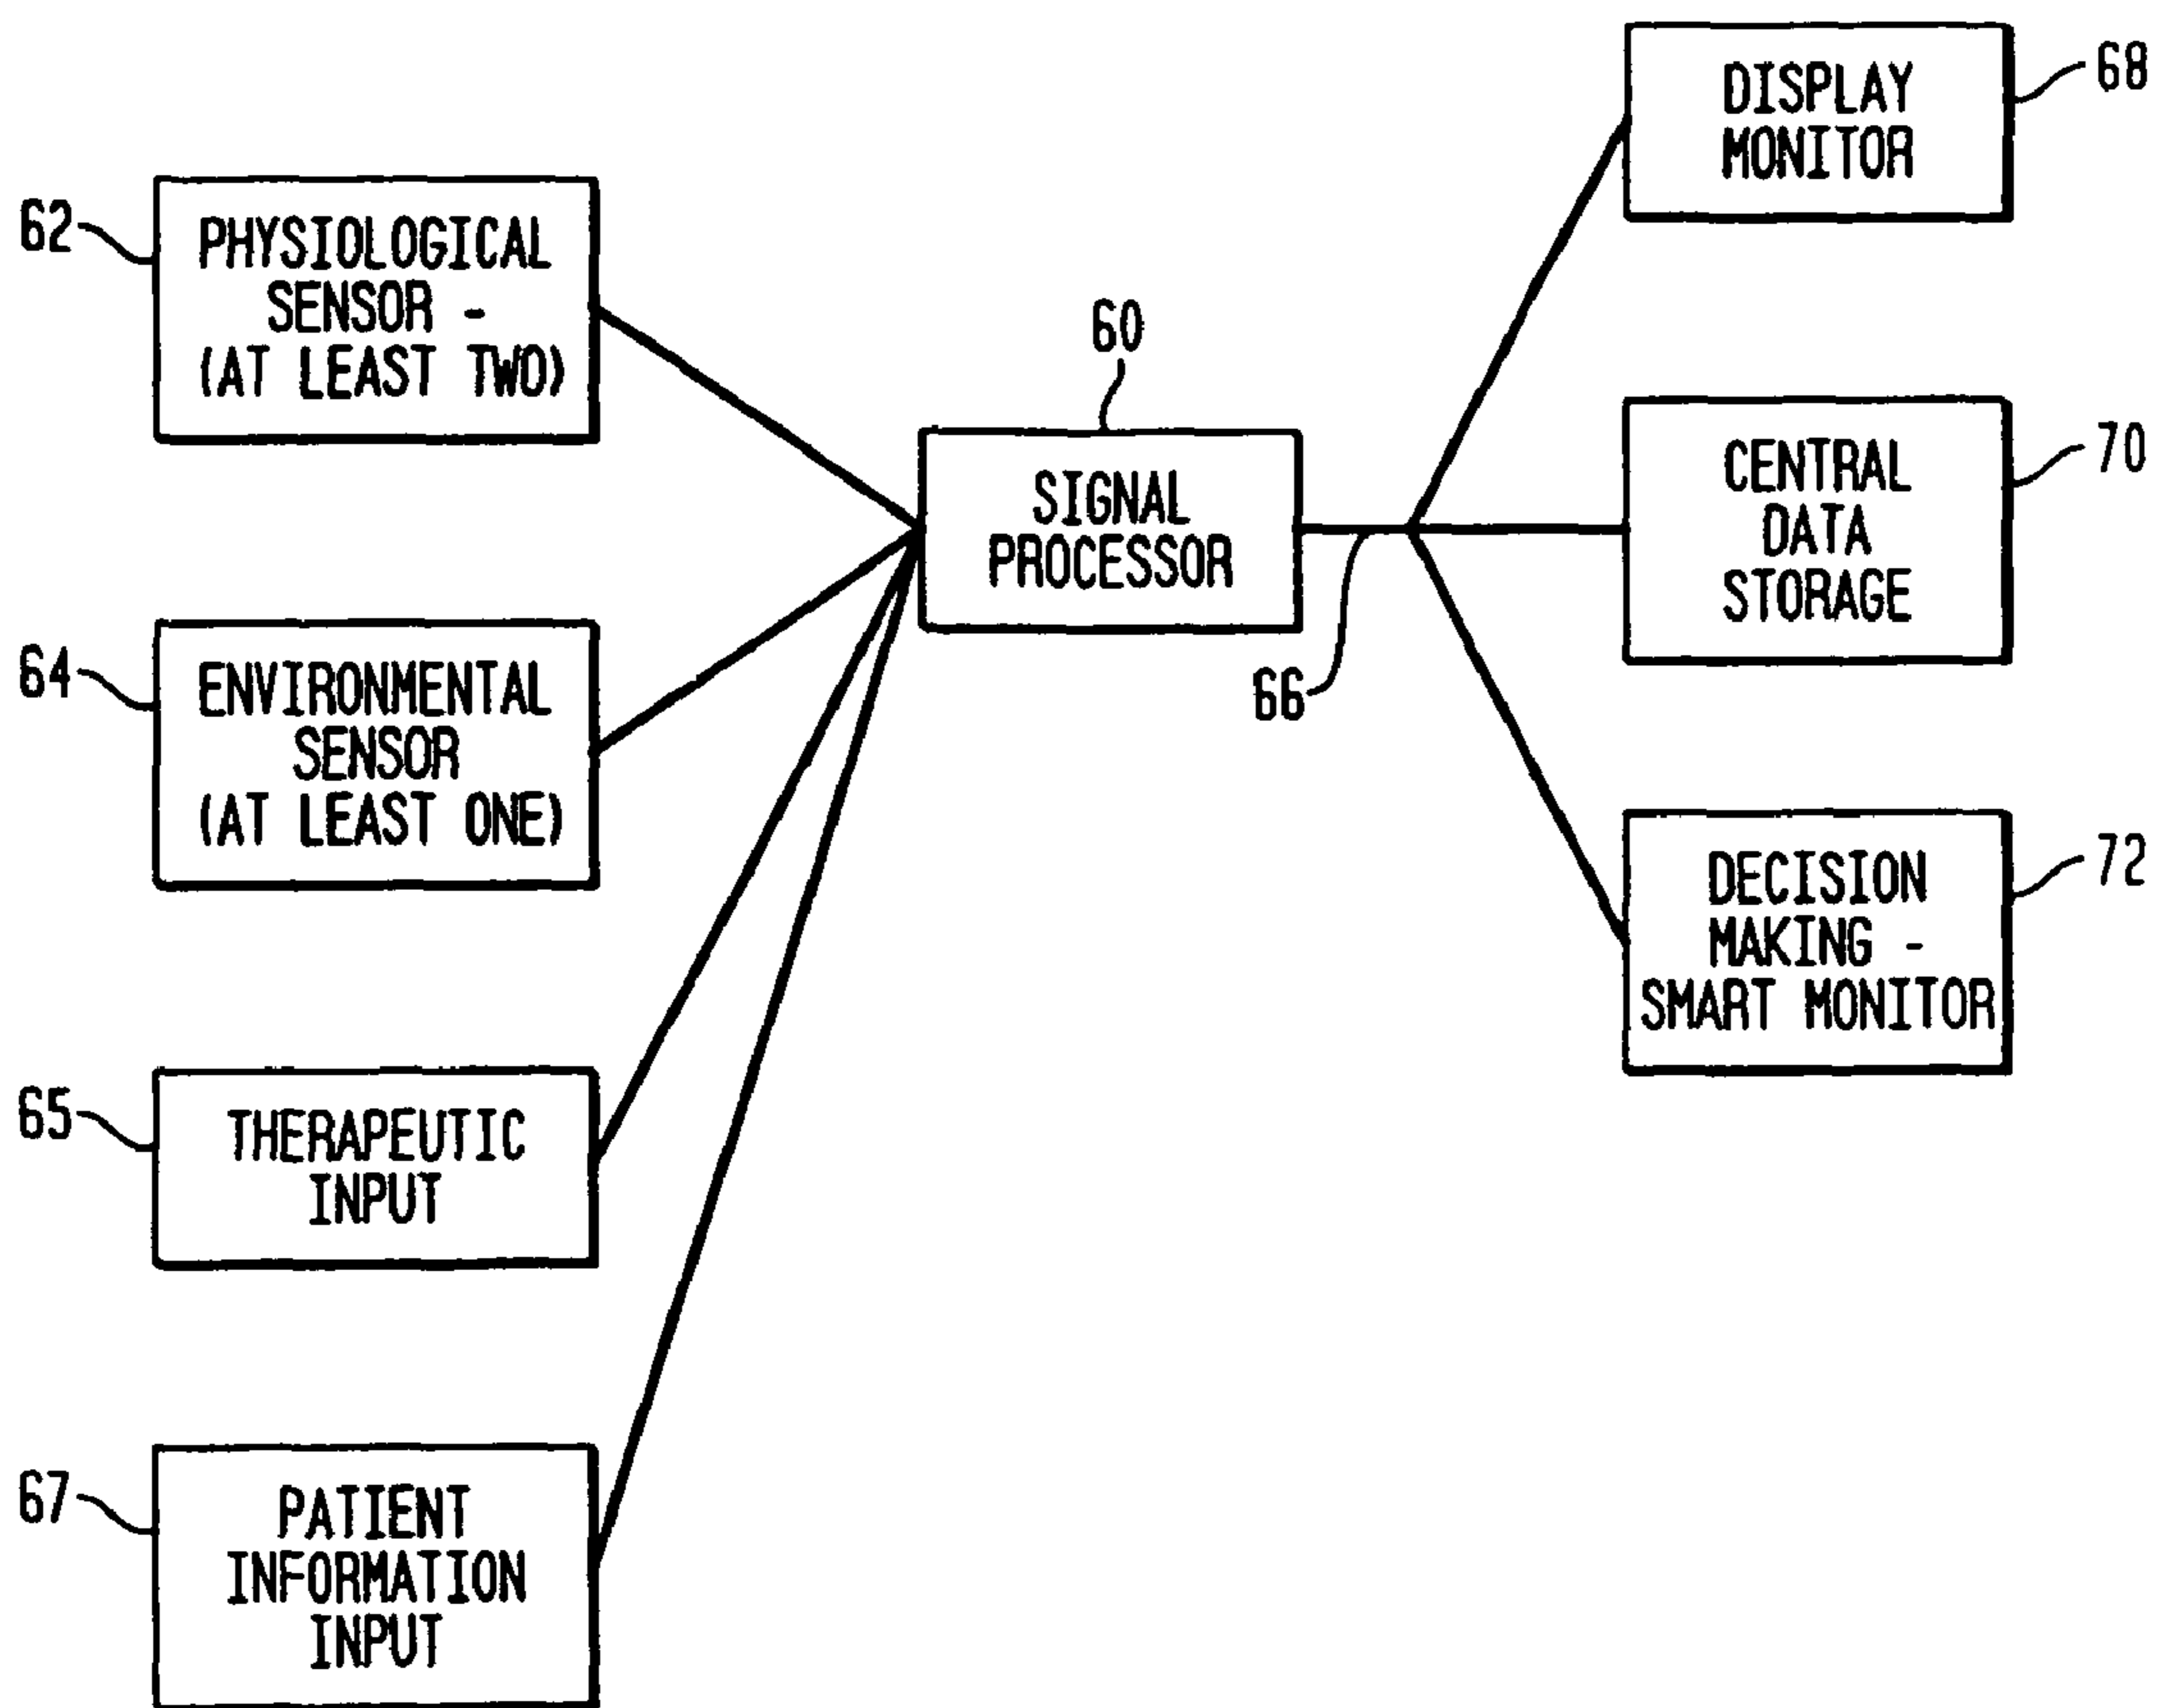 62
PHYSIOLOGICAL
SENSOR -
(AT LEAST TWO)
64
ENVIRONMENTAL
SENSOR
(AT LEAST ONE)
65
THERAPEUTIC
INPUT
67
PATIENT
INFORMATION
INPUT
60
SIGNAL
PROCESSOR
66
68
DISPLAY
MONITOR
70
CENTRAL
DATA
STORAGE
72
DECISION
MAKING -
SMART MONITOR